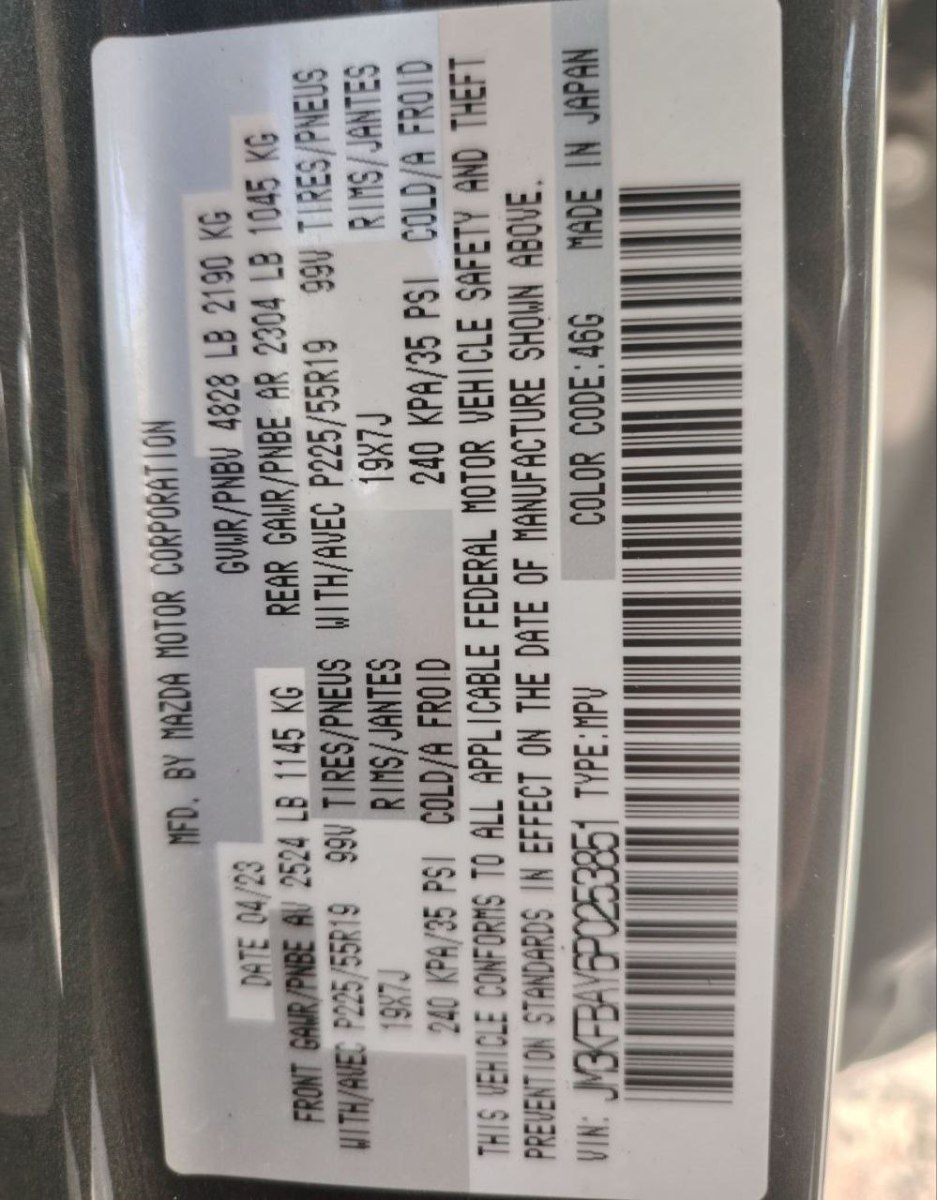 MFD. BY MAZDA MOTOR CORPORATION
DATE 04/23 GVWR/PNBV 4828 LB 2190 KG
FRONT GAWR/PNBE AV 2524 LB 1145 KG REAR GAWR/PNBE AR 2304 LB 1045 KG
WITH/AVEC P225/55R19 99V TIRES/PNEUS WITH/AVEC P225/55R19 99V TIRES/PNEUS
19X7J RIMS/JANTES 19X7J RIMS/JANTES
240 KPA/35 PSI COLD/A FROID 240 KPA/35 PSI COLD/A FROID
THIS VEHICLE CONFORMS TO ALL APPLICABLE FEDERAL MOTOR VEHICLE SAFETY AND THEFT
PREVENTION STANDARDS IN EFFECT ON THE DATE OF MANUFACTURE SHOWN ABOVE.
VIN: JM3KFBAY6P0253851 TYPE:MPV COLOR CODE:46G MADE IN JAPAN